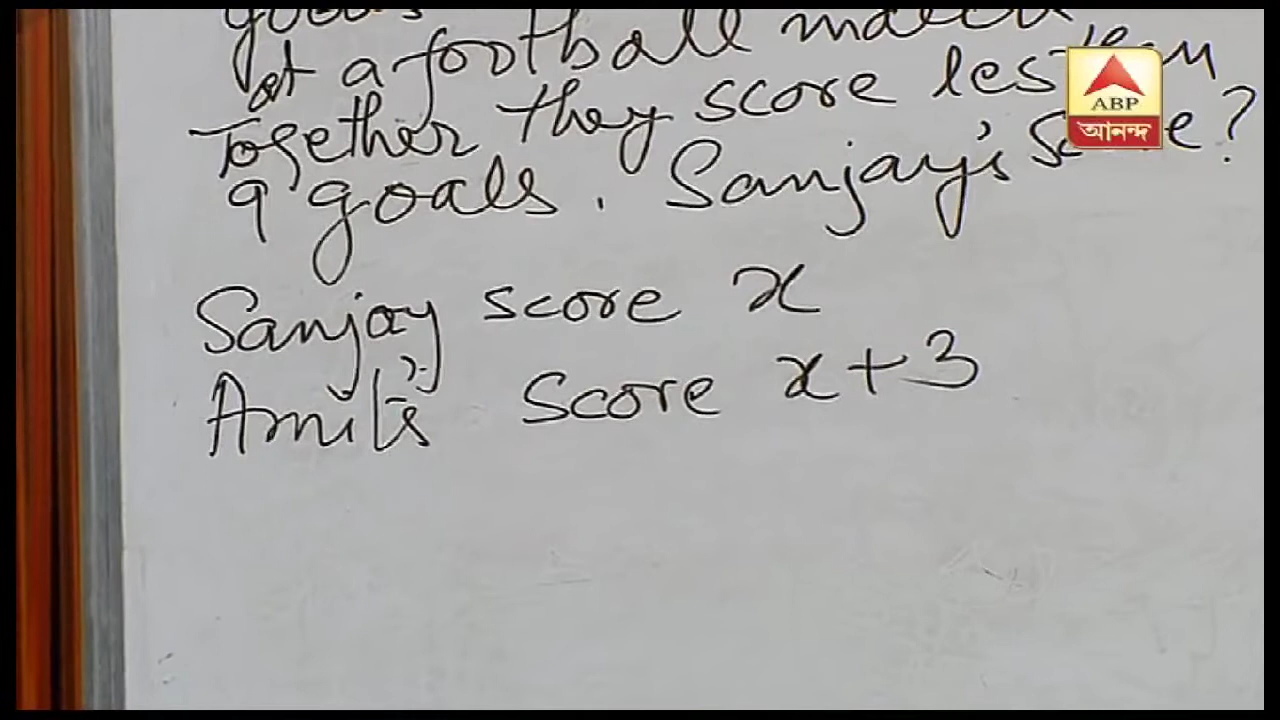 goals
at a football match
Together they score less than
9 goals. Sanjay's Score?
Sanjay score x
Amit's Score x+3
ABP
আনন্দ